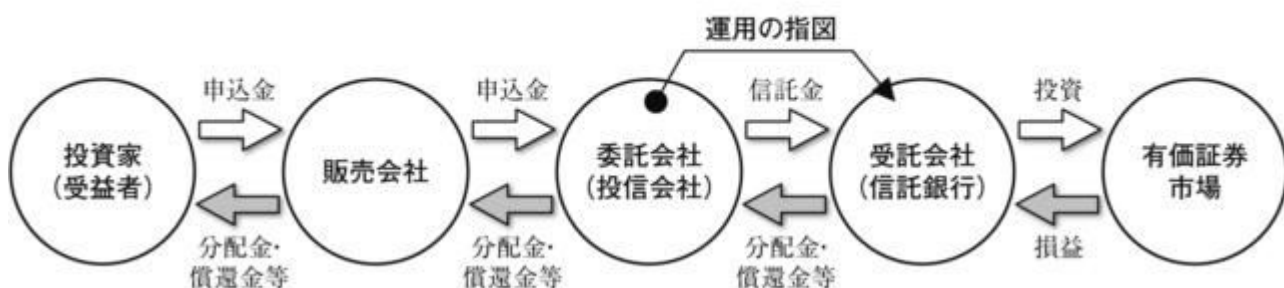 運用の指図
申込金
申込金
信託金
投資
投資家
(受益者)
販売会社
委託会社
(投信会社)
受託会社
(信託銀行)
有価証券
市場
分配金・
償還金等
分配金・
償還金等
分配金・
償還金等
損益